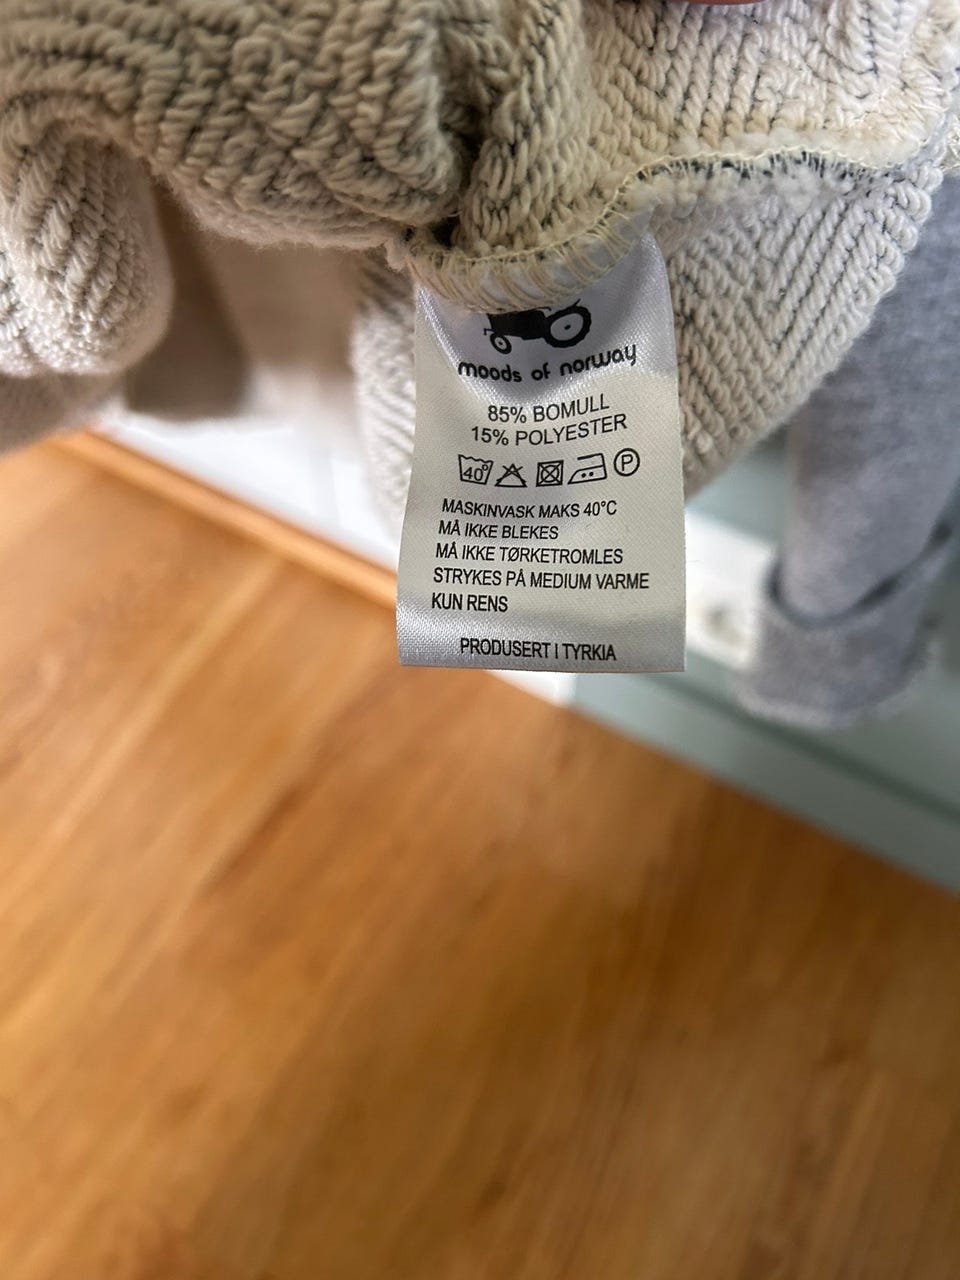 moods of norway
85% BOMULL
15% POLYESTER
40° P
MASKINVASK MAKS 40°C
MÅ IKKE BLEKES
MÅ IKKE TØRKETROMLES
STRYKES PÅ MEDIUM VARME
KUN RENS
PRODUSERT I TYRKIA